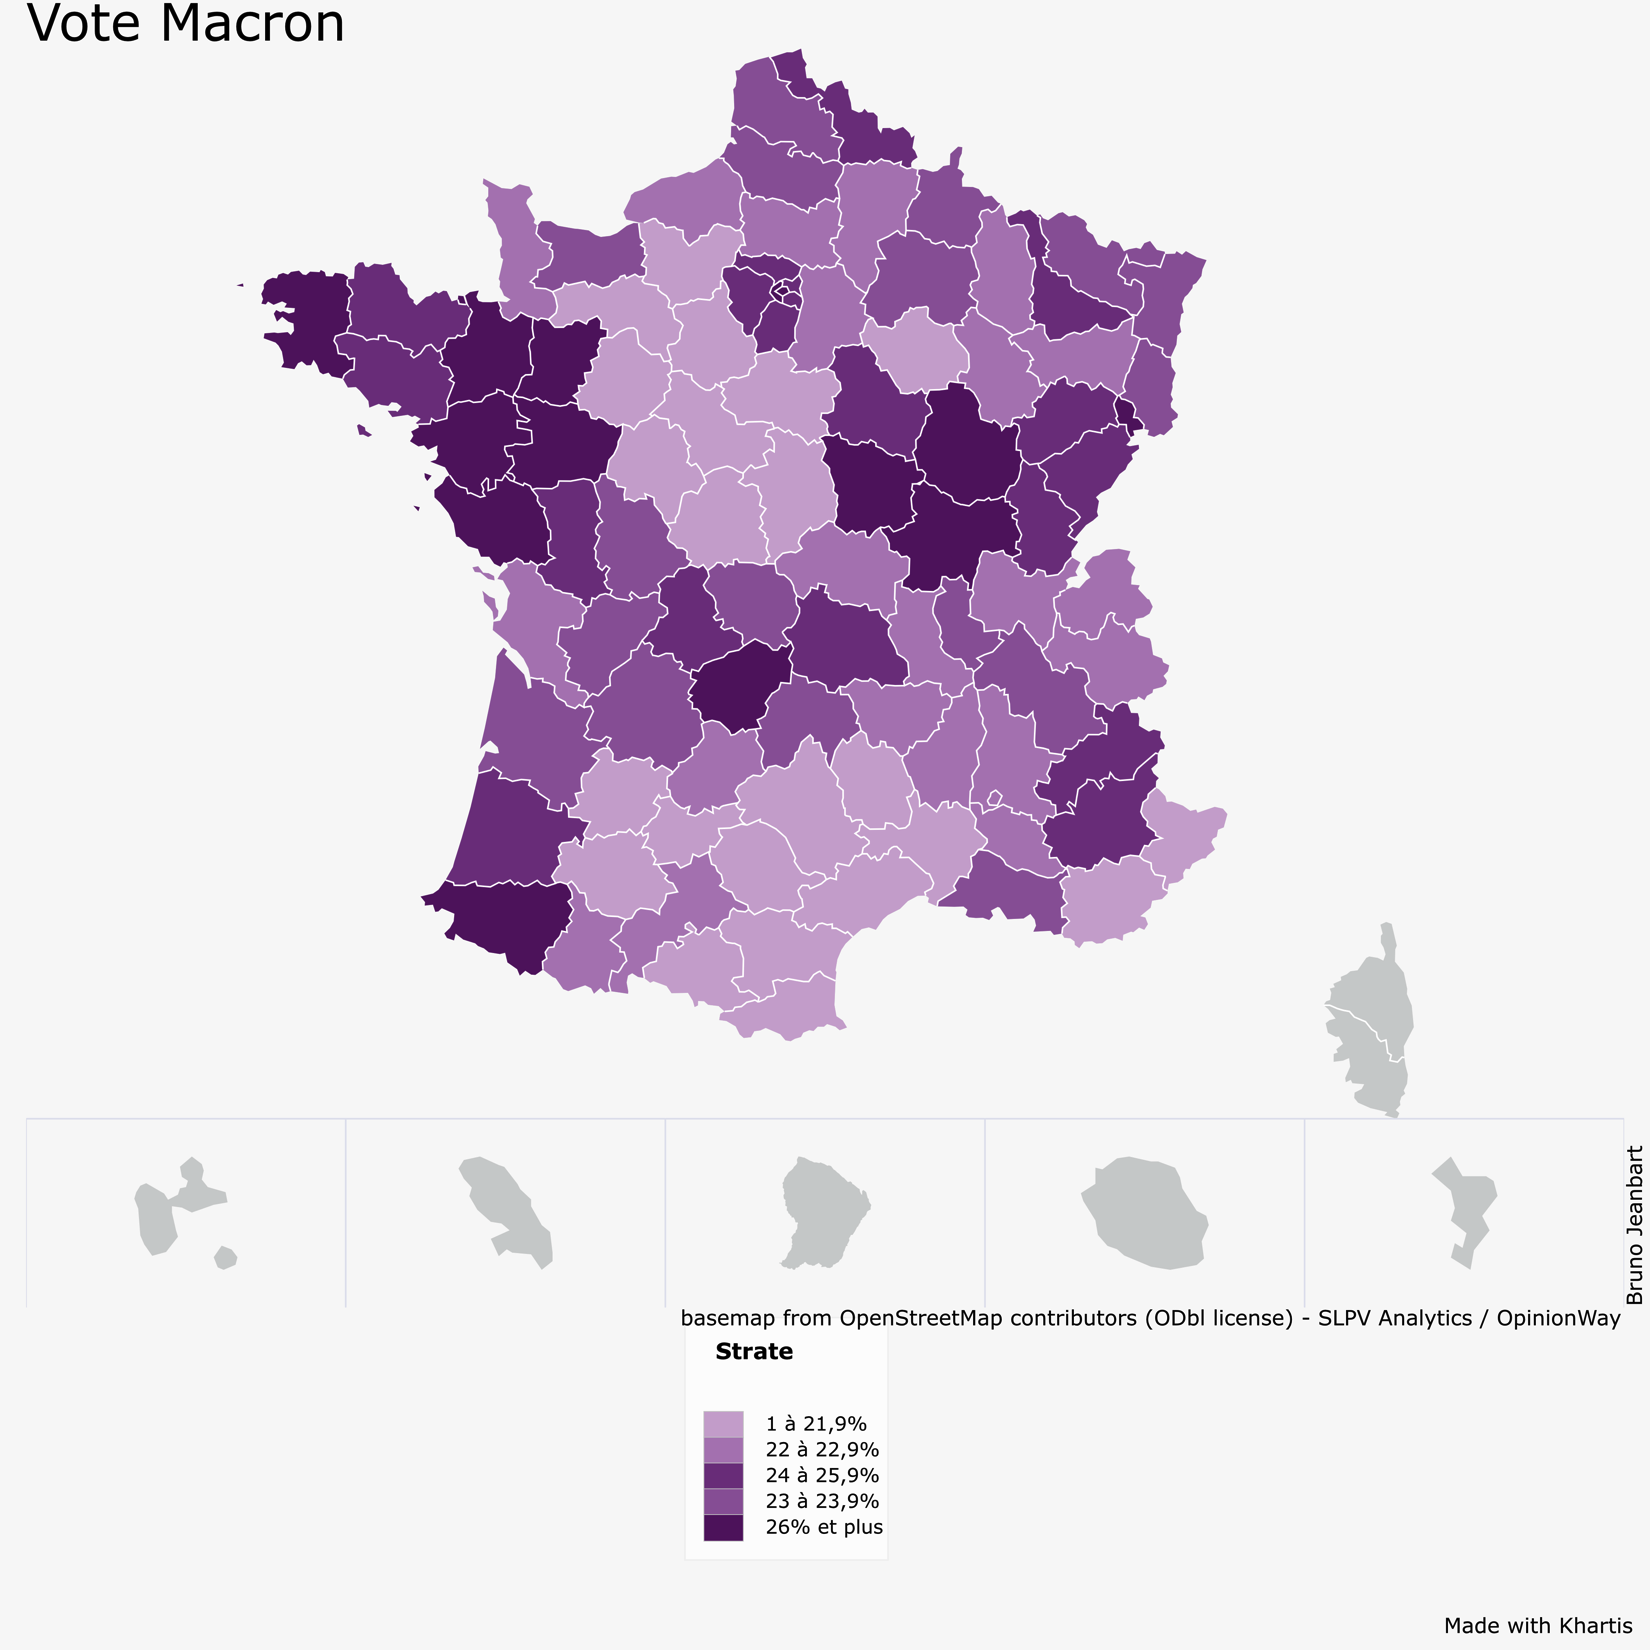 Vote Macron
Bruno Jeanbart
basemap from OpenStreetMap contributors (ODbl license) - SLPV Analytics / OpinionWay
Strate
1 à 21,9%
22 à 22,9%
24 à 25,9%
23 à 23,9%
26% et plus
Made with Khartis